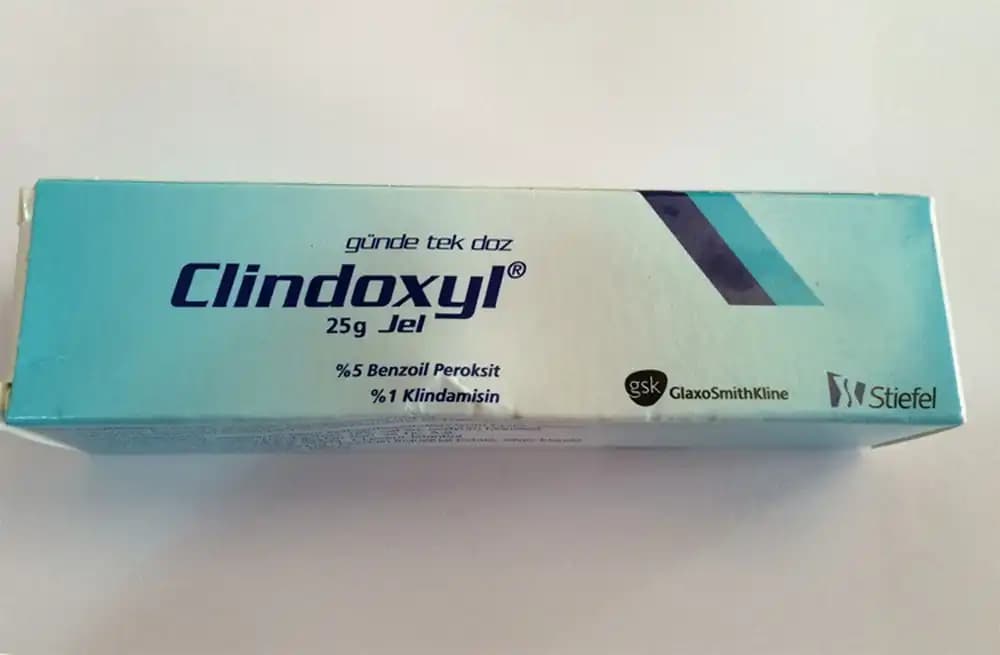 günde tek doz
Clindoxyl®
25g Jel
%5 Benzoil Peroksit
%1 Klindamisin
gsk GlaxoSmithKline
Stiefel